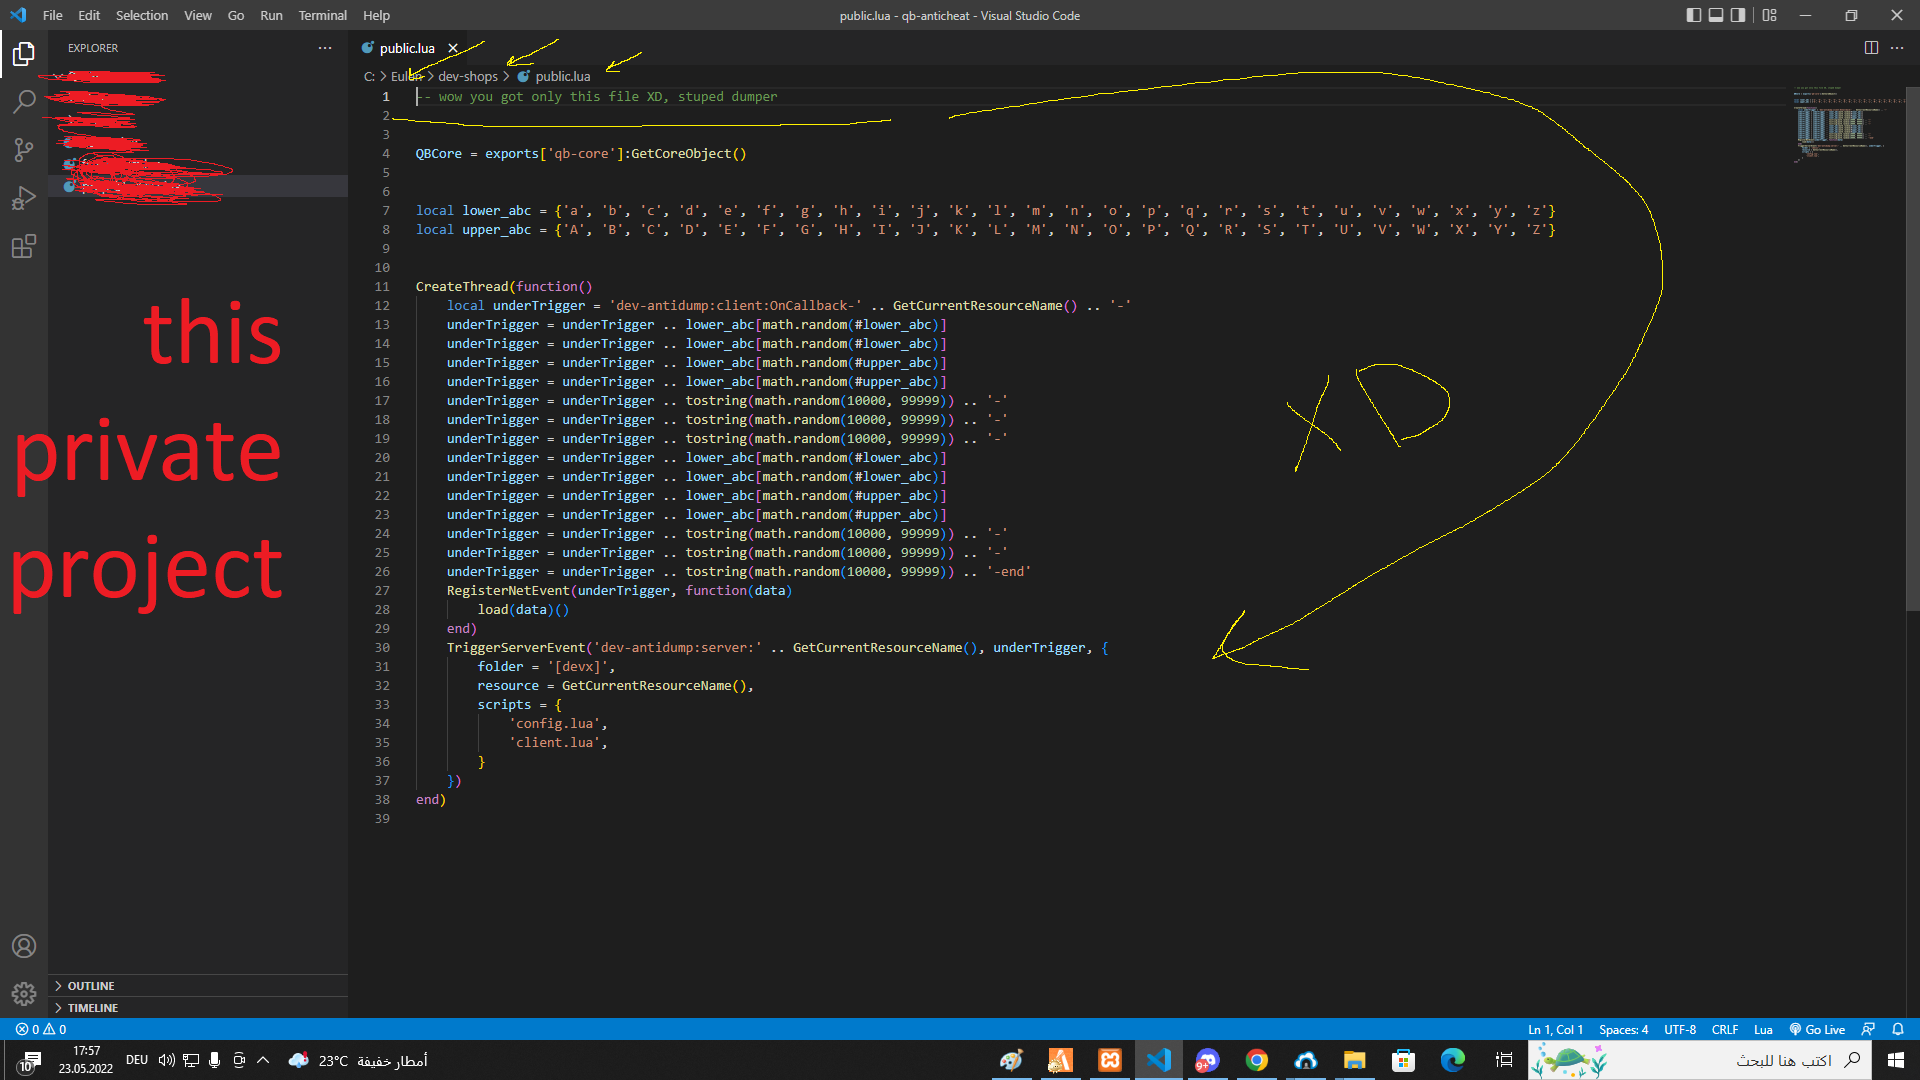 File Edit Selection View Go Run Terminal Help
public.lua - qb-anticheat - Visual Studio Code
EXPLORER
public.lua
C: > Eulen > dev-shops > public.lua
1 -- wow you got only this file XD, stuped dumper
2
3
4 QBCore = exports['qb-core']:GetCoreObject()
5
6
7 local lower_abc = {'a', 'b', 'c', 'd', 'e', 'f', 'g', 'h', 'i', 'j', 'k', 'l', 'm', 'n', 'o', 'p', 'q', 'r', 's', 't', 'u', 'v', 'w', 'x', 'y', 'z'}
8 local upper_abc = {'A', 'B', 'C', 'D', 'E', 'F', 'G', 'H', 'I', 'J', 'K', 'L', 'M', 'N', 'O', 'P', 'Q', 'R', 'S', 'T', 'U', 'V', 'W', 'X', 'Y', 'Z'}
9
10
11 CreateThread(function()
12 local underTrigger = 'dev-antidump:client:OnCallback-' .. GetCurrentResourceName() .. '-'
13 underTrigger = underTrigger .. lower_abc[math.random(#lower_abc)]
14 underTrigger = underTrigger .. lower_abc[math.random(#lower_abc)]
15 underTrigger = underTrigger .. lower_abc[math.random(#upper_abc)]
16 underTrigger = underTrigger .. lower_abc[math.random(#upper_abc)]
17 underTrigger = underTrigger .. tostring(math.random(10000, 99999)) .. '-'
18 underTrigger = underTrigger .. tostring(math.random(10000, 99999)) .. '-'
19 underTrigger = underTrigger .. tostring(math.random(10000, 99999)) .. '-'
20 underTrigger = underTrigger .. lower_abc[math.random(#lower_abc)]
21 underTrigger = underTrigger .. lower_abc[math.random(#lower_abc)]
22 underTrigger = underTrigger .. lower_abc[math.random(#upper_abc)]
23 underTrigger = underTrigger .. lower_abc[math.random(#upper_abc)]
24 underTrigger = underTrigger .. tostring(math.random(10000, 99999)) .. '-'
25 underTrigger = underTrigger .. tostring(math.random(10000, 99999)) .. '-'
26 underTrigger = underTrigger .. tostring(math.random(10000, 99999)) .. '-end'
27 RegisterNetEvent(underTrigger, function(data)
28 load(data)()
29 end)
30 TriggerServerEvent('dev-antidump:server:' .. GetCurrentResourceName(), underTrigger, {
31 folder = '[devx]',
32 resource = GetCurrentResourceName(),
33 scripts = {
34 'config.lua',
35 'client.lua',
36 }
37 })
38 end)
39
this
private
project
XD
OUTLINE
TIMELINE
0 0
Ln 1, Col 1 Spaces: 4 UTF-8 CRLF Lua Go Live
17:57
23.05.2022
10
DEU
23°C أمطار خفيفة
9+
اكتب هنا للبحث